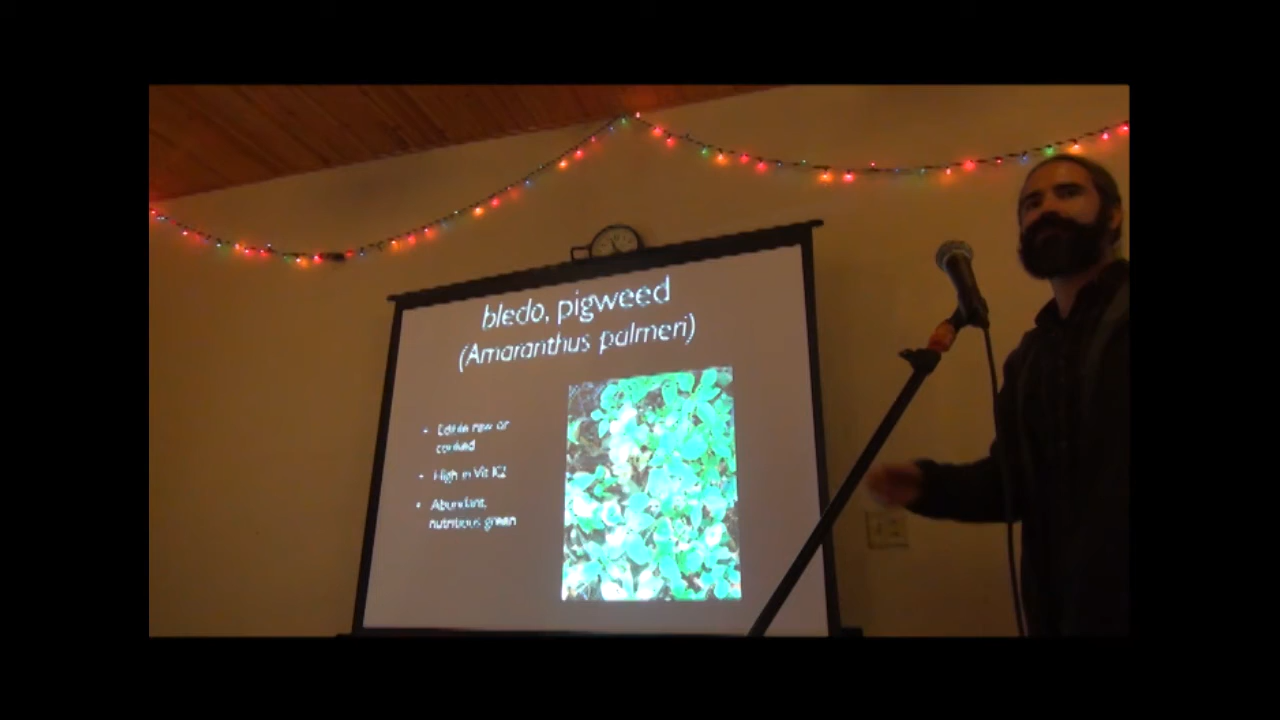 bledo, pigweed
(Amaranthus palmeri)
• Edible raw or
cooked
• High in Vit K2
• Abundant,
nutritious green